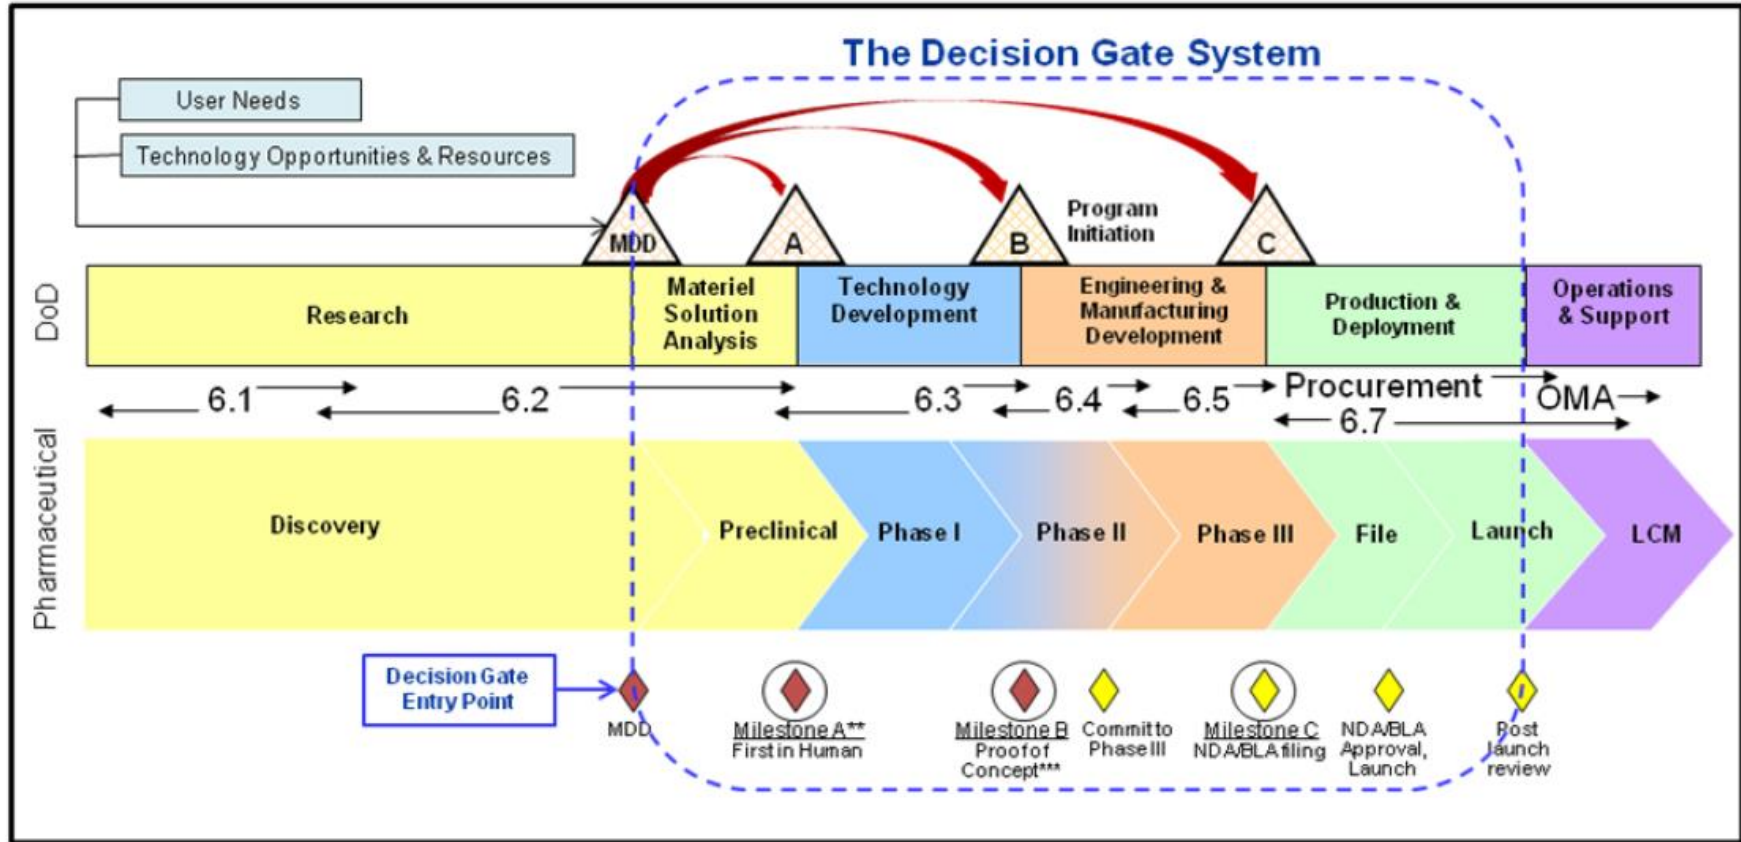 The Decision Gate System
User Needs
Technology Opportunities & Resources
MDD
A
B
Program
Initiation
C
DoD
Research
Materiel
Solution
Analysis
Technology
Development
Engineering &
Manufacturing
Development
Production &
Deployment
Operations
& Support
6.1
6.2
6.3
6.4
6.5
Procurement
OMA
6.7
Pharmaceutical
Discovery
Preclinical
Phase I
Phase II
Phase III
File
Launch
LCM
Decision Gate
Entry Point
MDD
Milestone A**
First in Human
Milestone B
Proof of
Concept***
Commit to
Phase III
Milestone C
NDA/BLA filing
NDA/BLA
Approval,
Launch
Post
launch
review